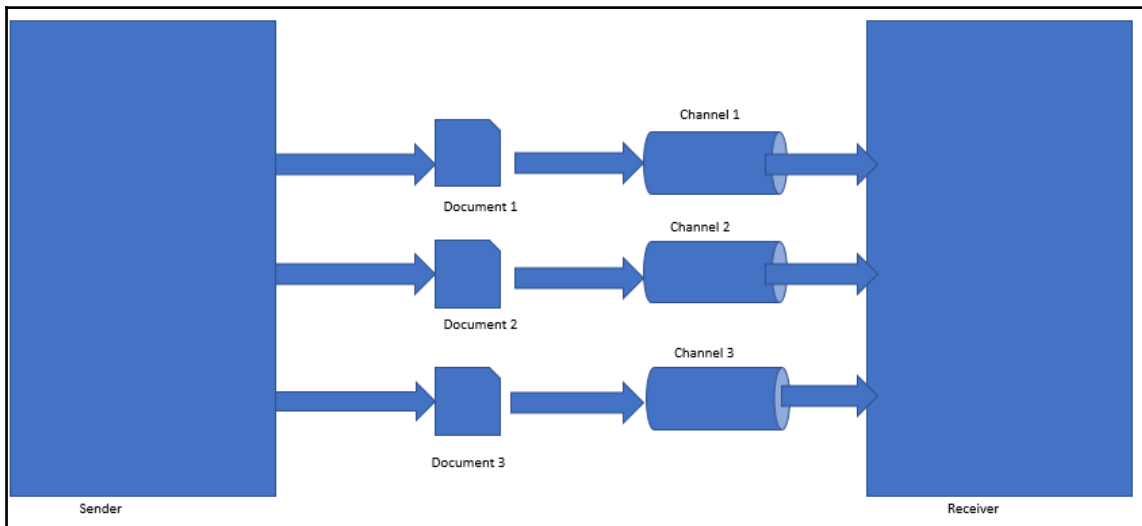 Channel 1
Document 1
Channel 2
Document 2
Channel 3
Document 3
Sender
Receiver